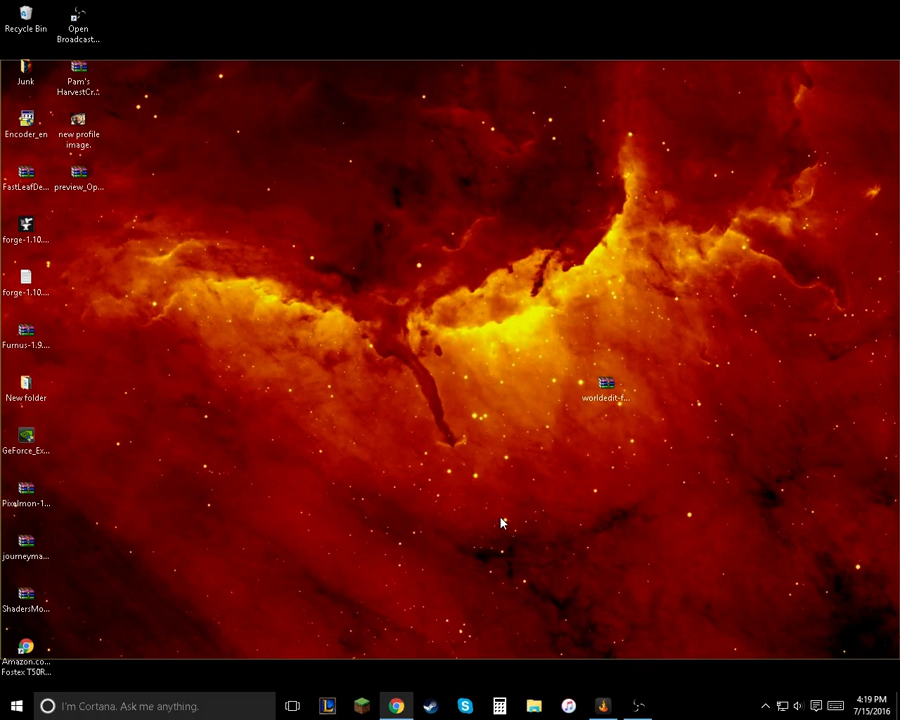 Recycle Bin
Open
Broadcast...
Junk
Pam's
HarvestCr...
Encoder_en
new profile
image.
FastLeafDe...
preview_Op...
forge-1.10....
forge-1.10....
Furnus-1.9...
New folder
worldedit-f...
GeForce_Ex...
Pixelmon-1...
journeyma...
ShadersMo...
Amazon.co...
Fostex T50R...
I'm Cortana. Ask me anything.
4:19 PM
7/15/2016